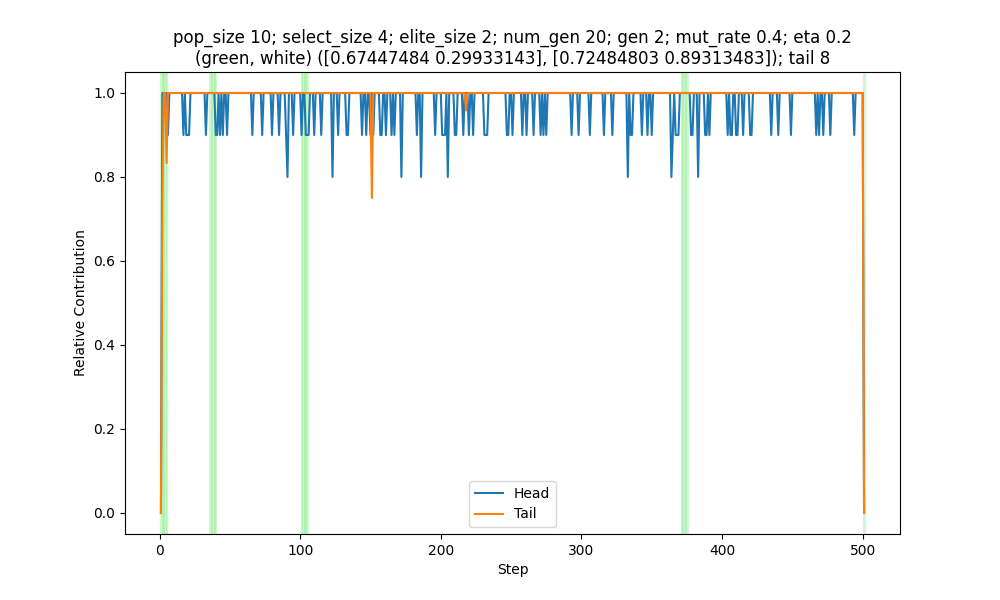 pop_size 10; select_size 4; elite_size 2; num_gen 20; gen 2; mut_rate 0.4; eta 0.2
(green, white) ([0.67447484 0.29933143], [0.72484803 0.89313483]); tail 8
1.0
0.8
0.6
0.4
0.2
0.0
Relative Contribution
Head
Tail
0
100
200
300
400
500
Step